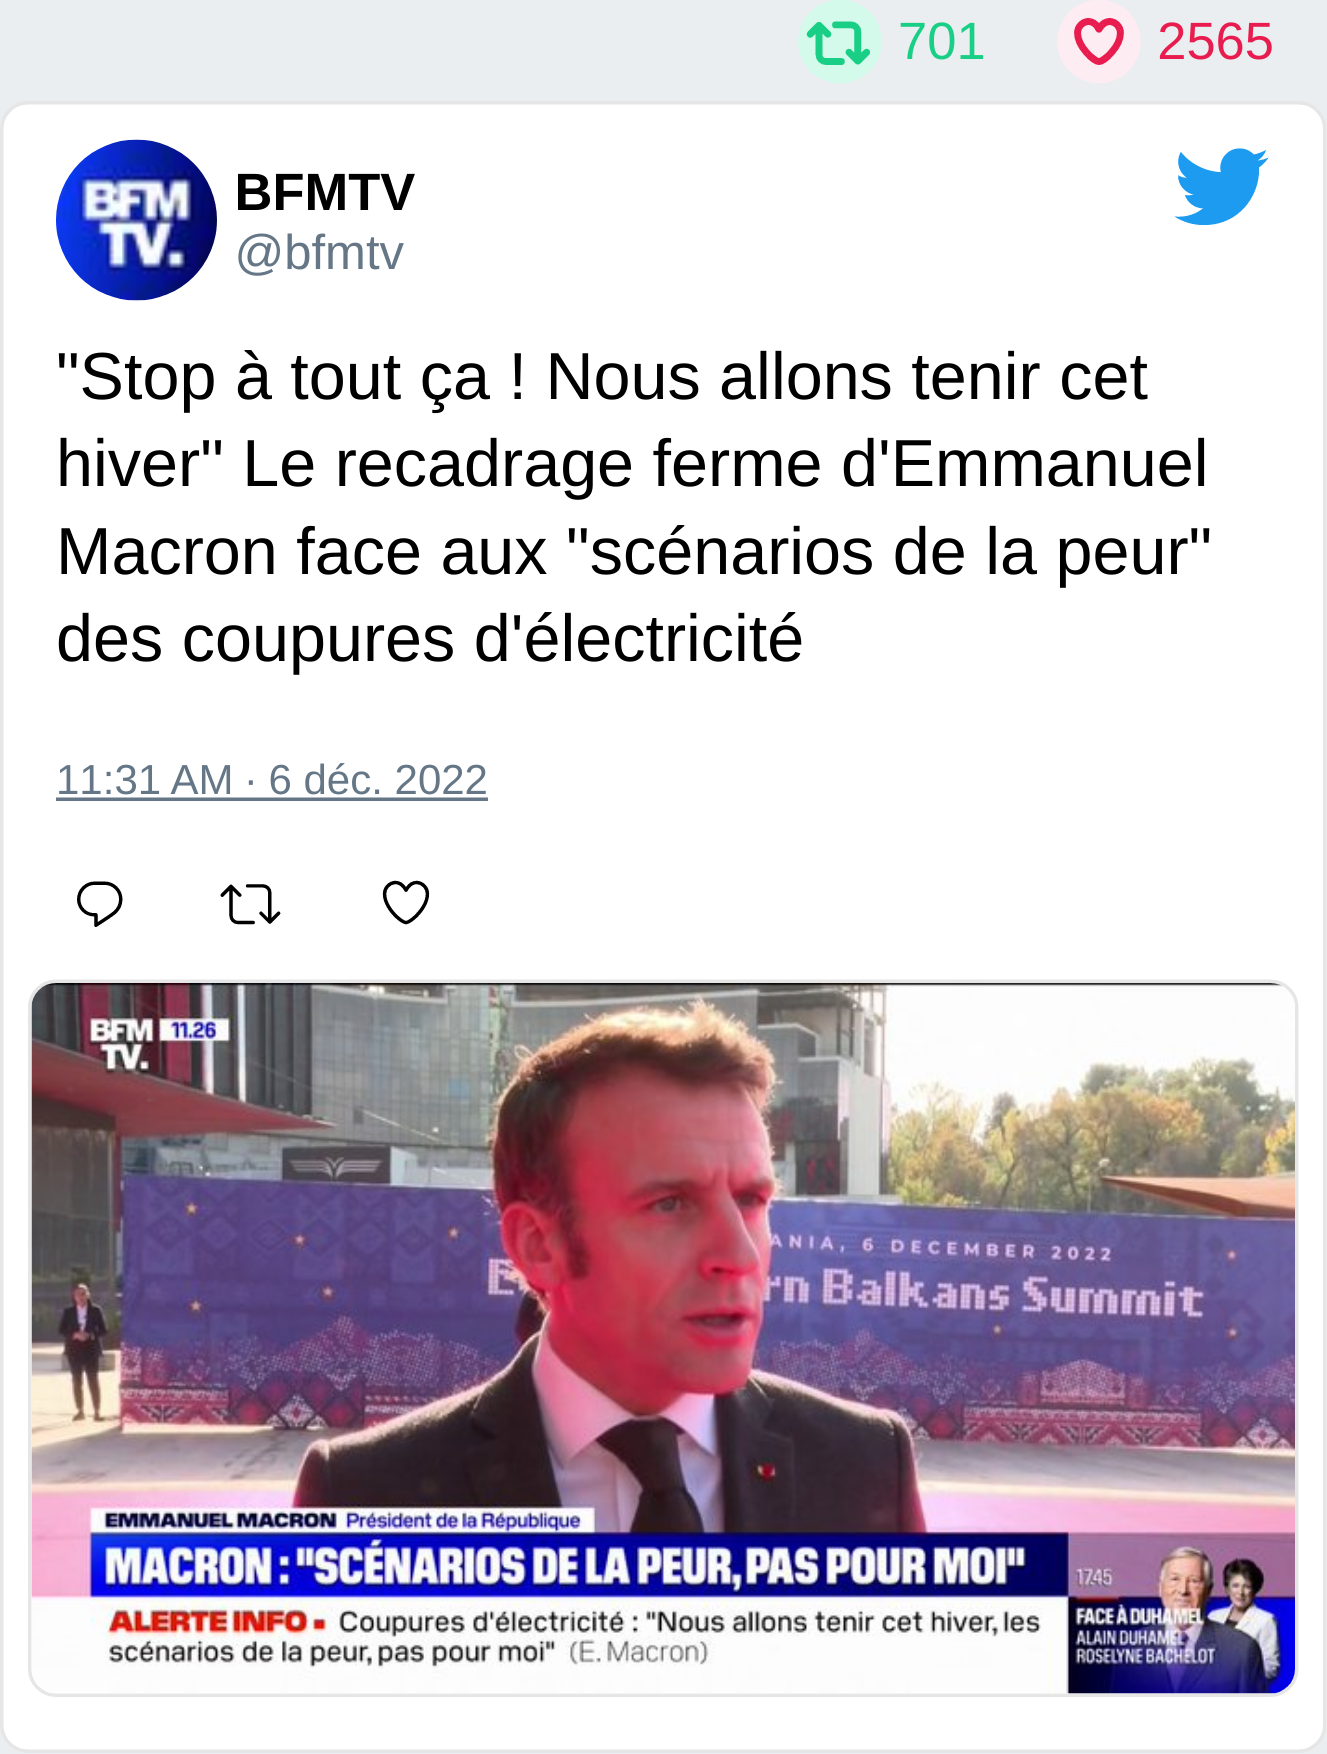 701 2565
BFM
TV.
BFMTV
@bfmtv
"Stop à tout ça ! Nous allons tenir cet
hiver" Le recadrage ferme d'Emmanuel
Macron face aux "scénarios de la peur"
des coupures d'électricité
11:31 AM · 6 déc. 2022
BFM 11.26
TV.
ANIA, 6 DECEMBER 2022
rn Balkans Summit
EMMANUEL MACRON Président de la République
MACRON : "SCÉNARIOS DE LA PEUR, PAS POUR MOI"
ALERTE INFO ▪ Coupures d'électricité : "Nous allons tenir cet hiver, les
scénarios de la peur, pas pour moi" (E. Macron)
17.45
FACE À DUHAMEL
ALAIN DUHAMEL
ROSELYNE BACHELOT